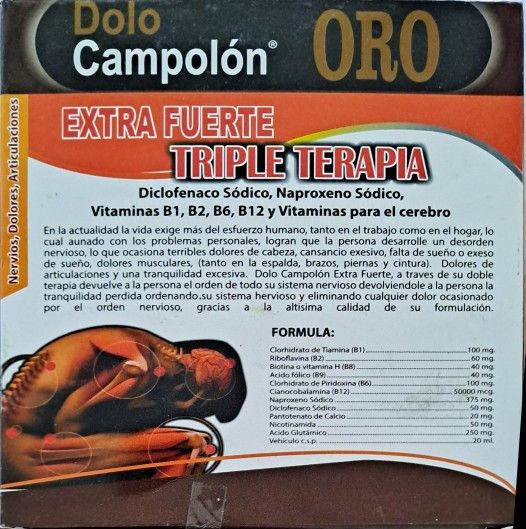 Dolo
Campolón® ORO
EXTRA FUERTE
TRIPLE TERAPIA
Nervios, Dolores, Articulaciones
Diclofenaco Sódico, Naproxeno Sódico,
Vitaminas B1, B2, B6, B12 y Vitaminas para el cerebro
En la actualidad la vida exige más del esfuerzo humano, tanto en el trabajo como en el hogar, lo
cual aunado con los problemas personales, logran que la persona desarrolle un desorden
nervioso, lo que ocasiona terribles dolores de cabeza, cansancio exesivo, falta de sueño o exeso
de sueño, dolores musculares, (tanto en la espalda, brazos, piernas y cintura). Dolores de
articulaciones y una tranquilidad excesiva. Dolo Campolón Extra Fuerte, a traves de su doble
terapia devuelve a la persona el orden de todo su sistema nervioso devolviendole a la persona la
tranquilidad perdida ordenando.su sistema hervioso y eliminando cualquier dolor ocasionado
por el orden nervioso, gracias a la altisima calidad de su formulación.
FORMULA:
Clorhidrato de Tiamina (B1) 100 mg.
Riboflavina (B2) 60 mg.
Biotina o vitamina H (B8) 40 mg.
Acido fólico (B9) 40 mg.
Clorhidrato de Piridoxina (B6) 100 mg.
Cianocobalamina (B12) 50000 mcg.
Naproxeno Sódico 375 mg.
Diclofenaco Sódico 50 mg.
Pantotenato de Calcio 20 mg.
Nicotinamida 50 mg.
Acido Glutámico 250 mg.
Vehículo c.s.p. 20 ml.